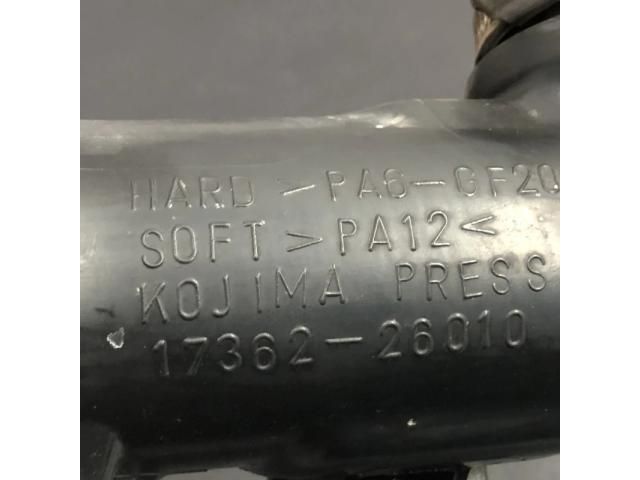 HARD >PA6-GF20
SOFT >PA12<
KOJIMA PRESS
17362-26010